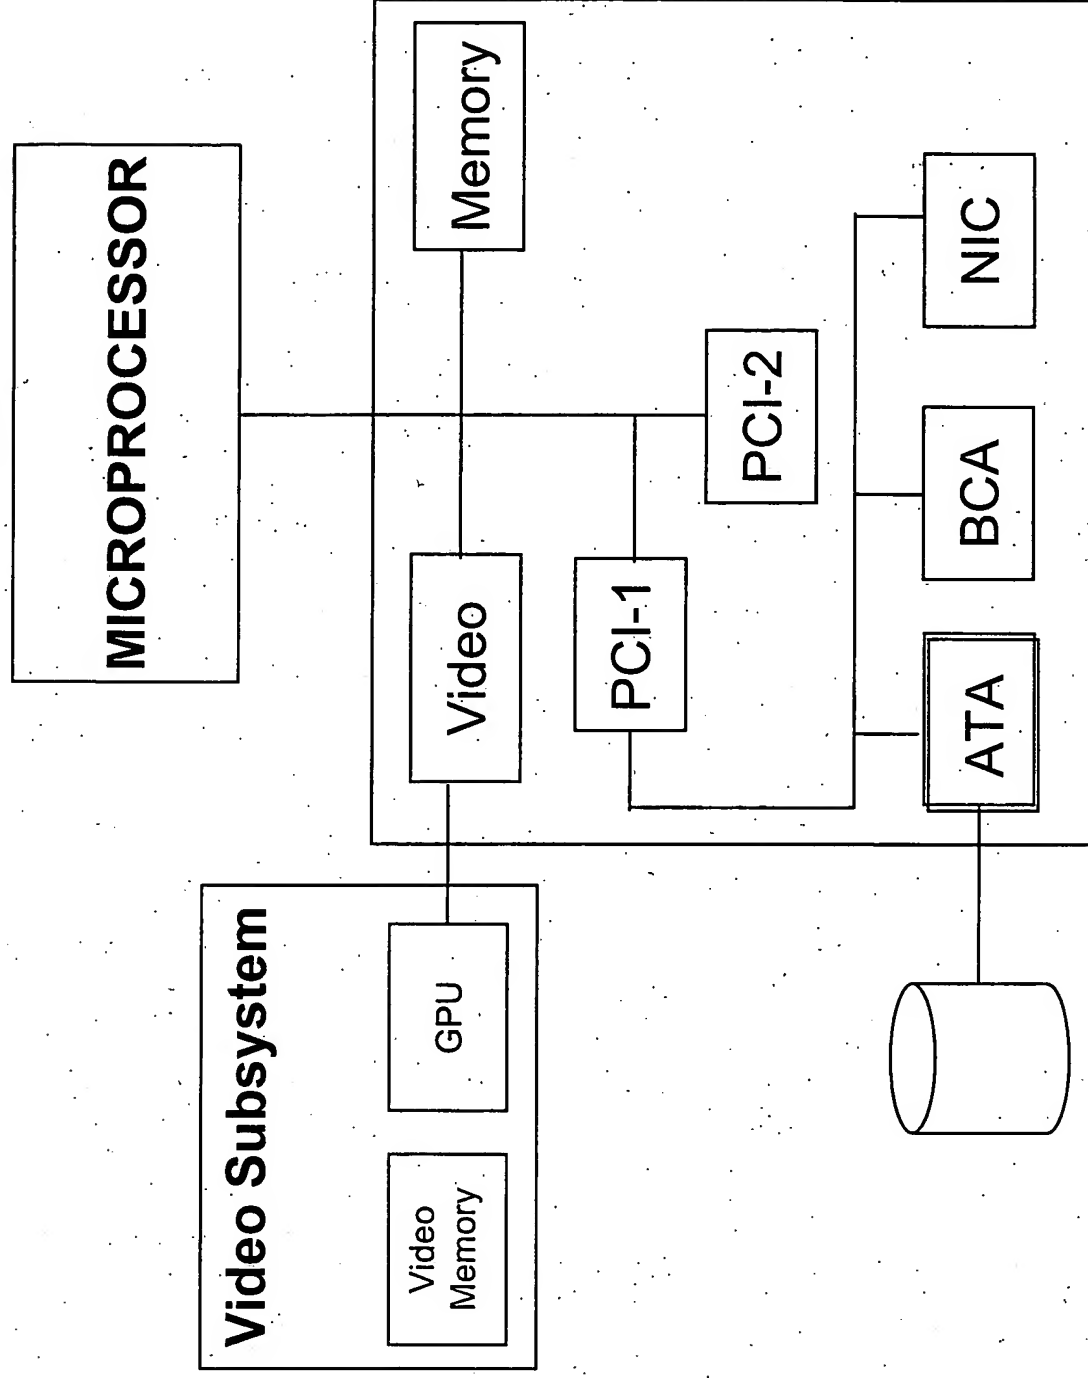 MICROPROCESSOR
Video Subsystem
Video
Memory
GPU
Video
Memory
PCI-1
PCI-2
ATA
BCA
NIC